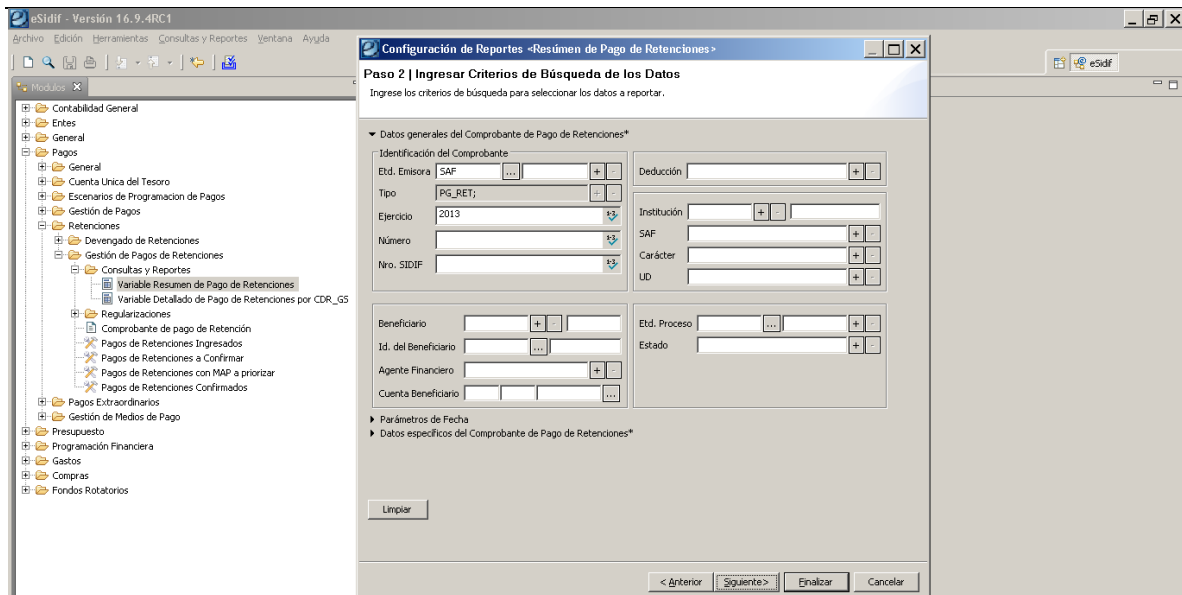 eSidif - Versión 16.9.4RC1
Archivo Edición Herramientas Consultas y Reportes Ventana Ayuda
eSidif
Modulos
Contabilidad General
Entes
General
Pagos
General
Cuenta Unica del Tesoro
Escenarios de Programacion de Pagos
Gestión de Pagos
Retenciones
Devengado de Retenciones
Gestión de Pagos de Retenciones
Consultas y Reportes
Variable Resumen de Pago de Retenciones
Variable Detallado de Pago de Retenciones por CDR_GS
Regularizaciones
Comprobante de pago de Retención
Pagos de Retenciones Ingresados
Pagos de Retenciones a Confirmar
Pagos de Retenciones con MAP a priorizar
Pagos de Retenciones Confirmados
Pagos Extraordinarios
Gestión de Medios de Pago
Presupuesto
Programación Financiera
Gastos
Compras
Fondos Rotatorios
Configuración de Reportes <Resúmen de Pago de Retenciones>
Paso 2 | Ingresar Criterios de Búsqueda de los Datos
Ingrese los criterios de búsqueda para seleccionar los datos a reportar.
Datos generales del Comprobante de Pago de Retenciones*
Identificación del Comprobante
Etd. Emisora SAF ... + -
Tipo PG_RET; + -
Ejercicio 2013
Número
Nro. SIDIF
Deducción + -
Institución + -
SAF + -
Carácter + -
UD + -
Beneficiario + -
Id. del Beneficiario ...
Agente Financiero + -
Cuenta Beneficiario ...
Etd. Proceso ... + -
Estado + -
Parámetros de Fecha
Datos específicos del Comprobante de Pago de Retenciones*
Limpiar
< Anterior Siguiente> Finalizar Cancelar